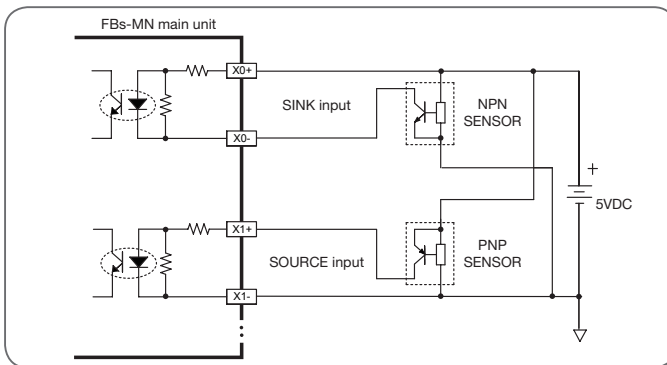 FBs-MN main unit
X0+
SINK input
NPN
SENSOR
X0-
+
5VDC
X1+
SOURCE input
PNP
SENSOR
X1-